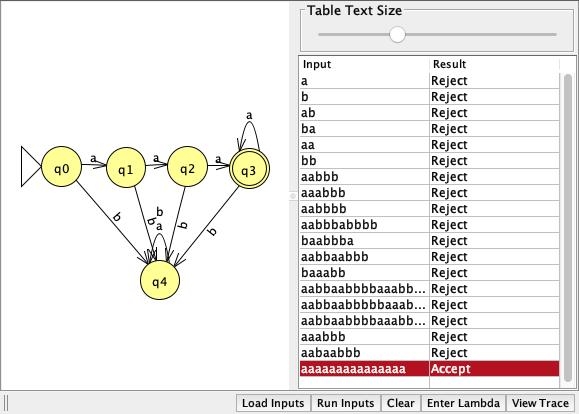 Table Text Size
Input Result
a Reject
b Reject
ab Reject
ba Reject
aa Reject
bb Reject
aabbb Reject
aaabbb Reject
aabbbb Reject
aabbbabbbb Reject
baabbba Reject
aabbaabbb Reject
baaabb Reject
aabbaabbbbaaabb... Reject
aabbaabbbbbaaab... Reject
aabbaabbbbaaabb... Reject
aaabbb Reject
aabaabbb Reject
aaaaaaaaaaaaaaa Accept
a
q0 a q1 a q2 a q3
b b b b
b
a
q4
Load Inputs Run Inputs Clear Enter Lambda View Trace